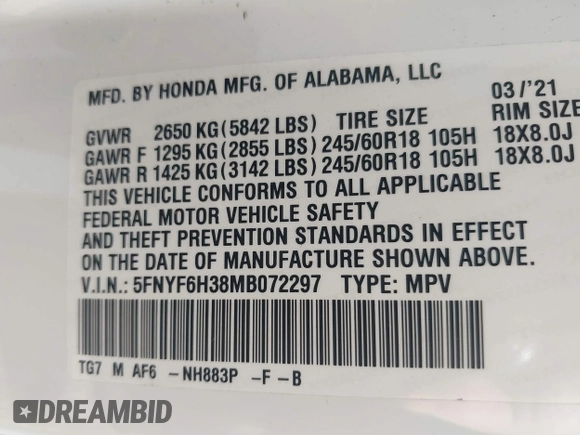 MFD. BY HONDA MFG. OF ALABAMA, LLC 03/'21
GVWR 2650 KG(5842 LBS) TIRE SIZE RIM SIZE
GAWR F 1295 KG(2855 LBS)245/60R18 105H 18X8.0J
GAWR R 1425 KG(3142 LBS)245/60R18 105H 18X8.0J
THIS VEHICLE CONFORMS TO ALL APPLICABLE
FEDERAL MOTOR VEHICLE SAFETY
AND THEFT PREVENTION STANDARDS IN EFFECT
ON THE DATE OF MANUFACTURE SHOWN ABOVE.
V.I.N.: 5FNYF6H38MB072297 TYPE: MPV
TG7 M AF6 -NH883P -F -B
DREAMBID